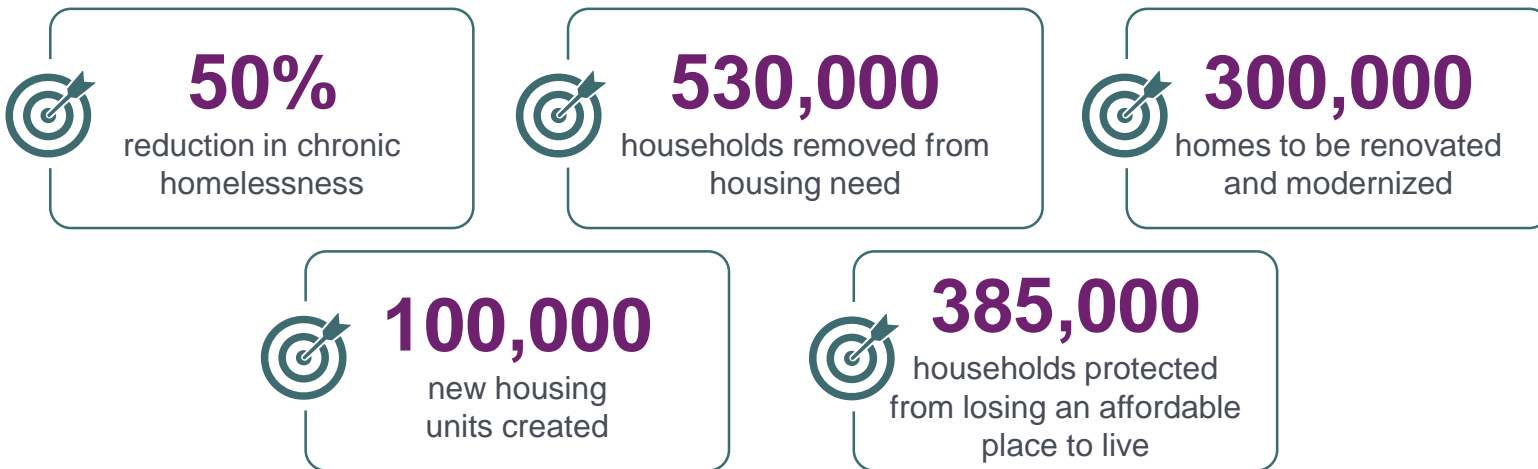 50%
reduction in chronic
homelessness
530,000
households removed from
housing need
300,000
homes to be renovated
and modernized
100,000
new housing
units created
385,000
households protected
from losing an affordable
place to live